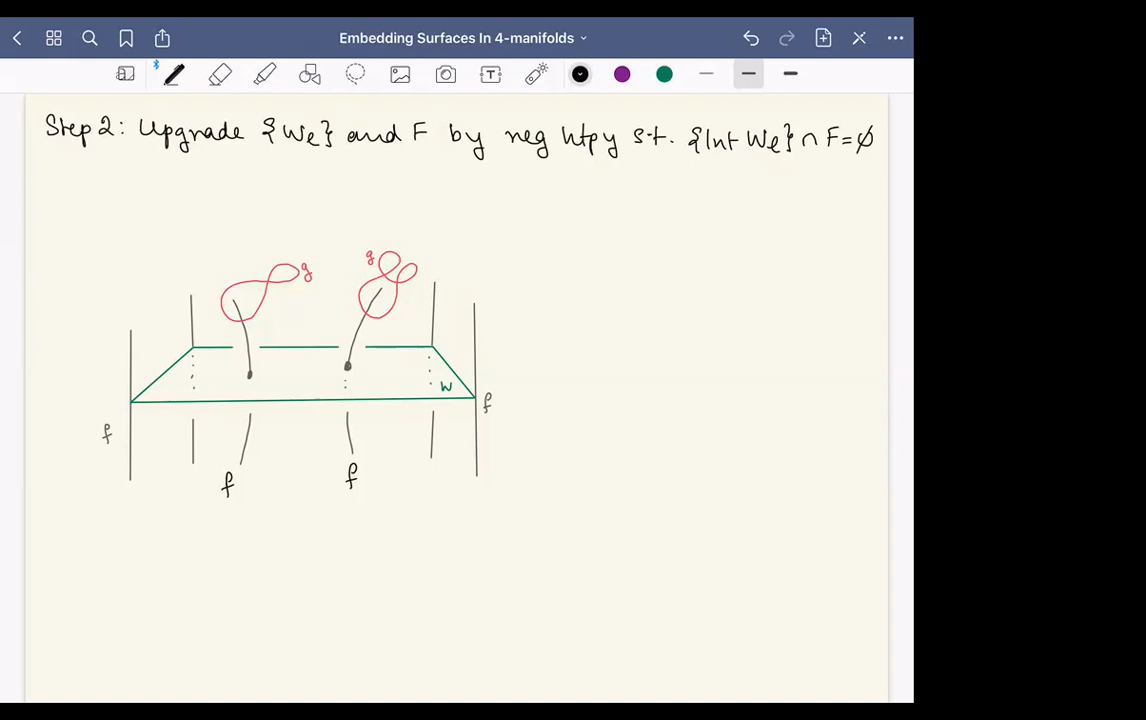 Embedding Surfaces In 4-manifolds
Step 2: Upgrade {We} and F by reg htpy s.t. {Int We} ∩ F = ∅
g
g
W
f
f
f
f